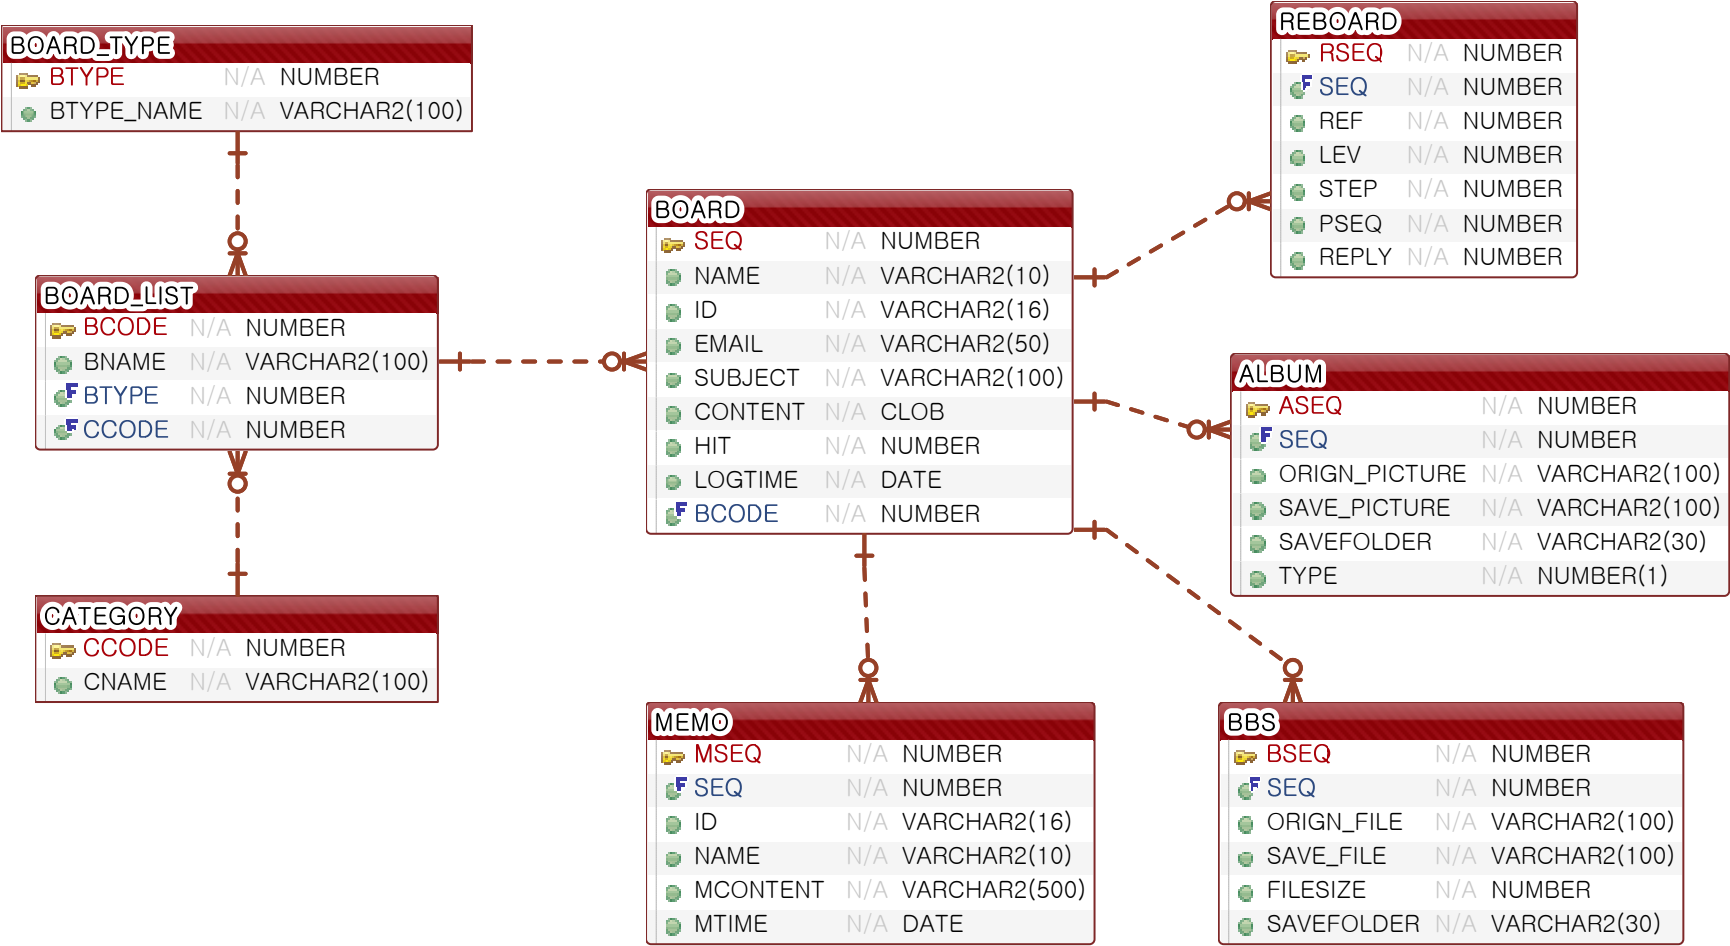 BOARD_TYPE
BTYPE N/A NUMBER
BTYPE_NAME N/A VARCHAR2(100)
BOARD_LIST
BCODE N/A NUMBER
BNAME N/A VARCHAR2(100)
BTYPE N/A NUMBER
CCODE N/A NUMBER
CATEGORY
CCODE N/A NUMBER
CNAME N/A VARCHAR2(100)
BOARD
SEQ N/A NUMBER
NAME N/A VARCHAR2(10)
ID N/A VARCHAR2(16)
EMAIL N/A VARCHAR2(50)
SUBJECT N/A VARCHAR2(100)
CONTENT N/A CLOB
HIT N/A NUMBER
LOGTIME N/A DATE
BCODE N/A NUMBER
MEMO
MSEQ N/A NUMBER
SEQ N/A NUMBER
ID N/A VARCHAR2(16)
NAME N/A VARCHAR2(10)
MCONTENT N/A VARCHAR2(500)
MTIME N/A DATE
REBOARD
RSEQ N/A NUMBER
SEQ N/A NUMBER
REF N/A NUMBER
LEV N/A NUMBER
STEP N/A NUMBER
PSEQ N/A NUMBER
REPLY N/A NUMBER
ALBUM
ASEQ N/A NUMBER
SEQ N/A NUMBER
ORIGN_PICTURE N/A VARCHAR2(100)
SAVE_PICTURE N/A VARCHAR2(100)
SAVEFOLDER N/A VARCHAR2(30)
TYPE N/A NUMBER(1)
BBS
BSEQ N/A NUMBER
SEQ N/A NUMBER
ORIGN_FILE N/A VARCHAR2(100)
SAVE_FILE N/A VARCHAR2(100)
FILESIZE N/A NUMBER
SAVEFOLDER N/A VARCHAR2(30)